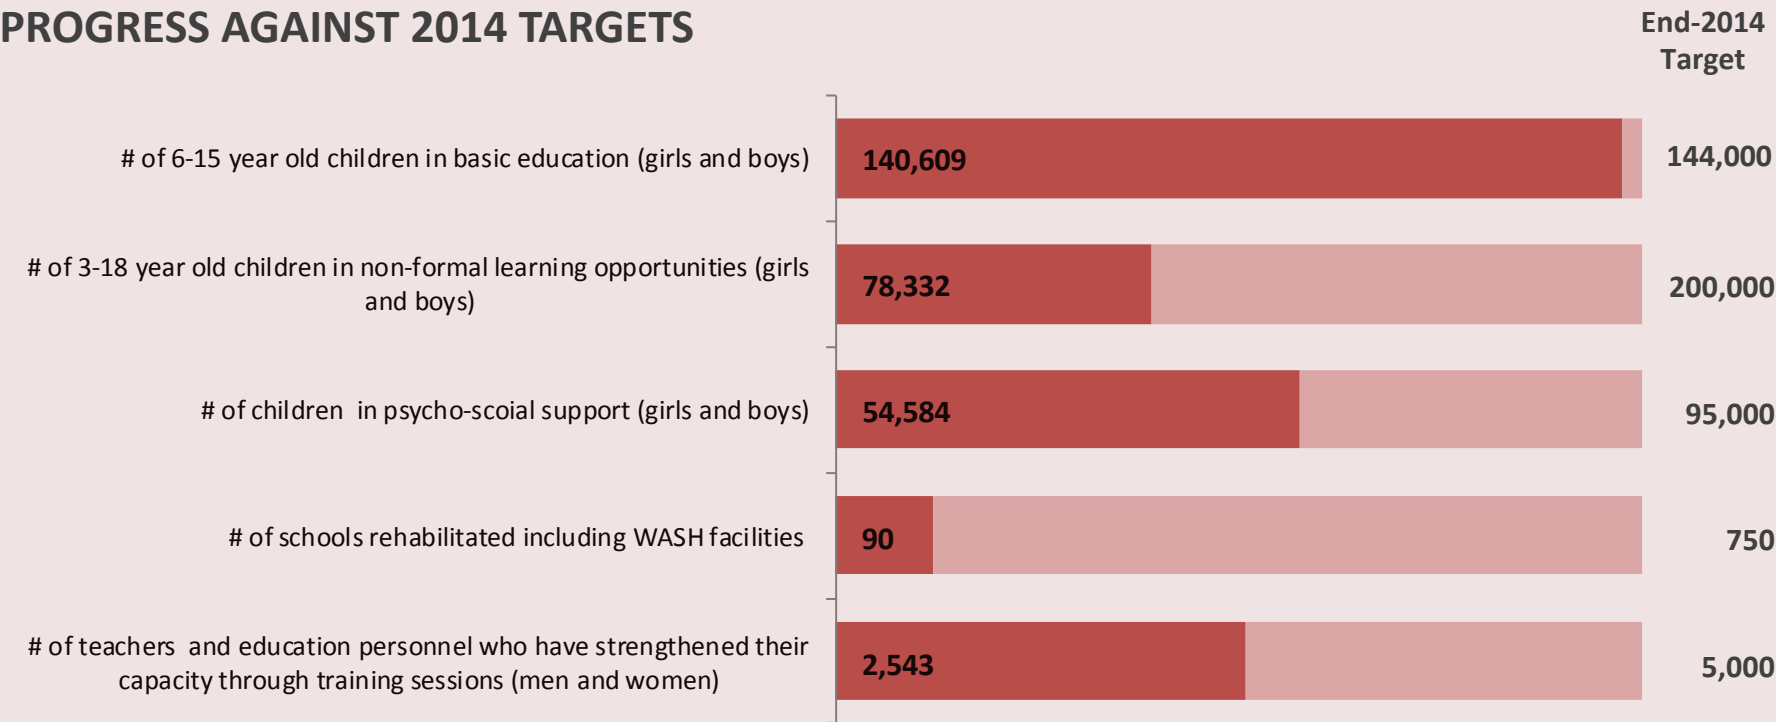 PROGRESS AGAINST 2014 TARGETS
End-2014
Target
# of 6-15 year old children in basic education (girls and boys)
140,609
144,000
# of 3-18 year old children in non-formal learning opportunities (girls
and boys)
78,332
200,000
# of children in psycho-scoial support (girls and boys)
54,584
95,000
# of schools rehabilitated including WASH facilities
90
750
# of teachers and education personnel who have strengthened their
capacity through training sessions (men and women)
2,543
5,000